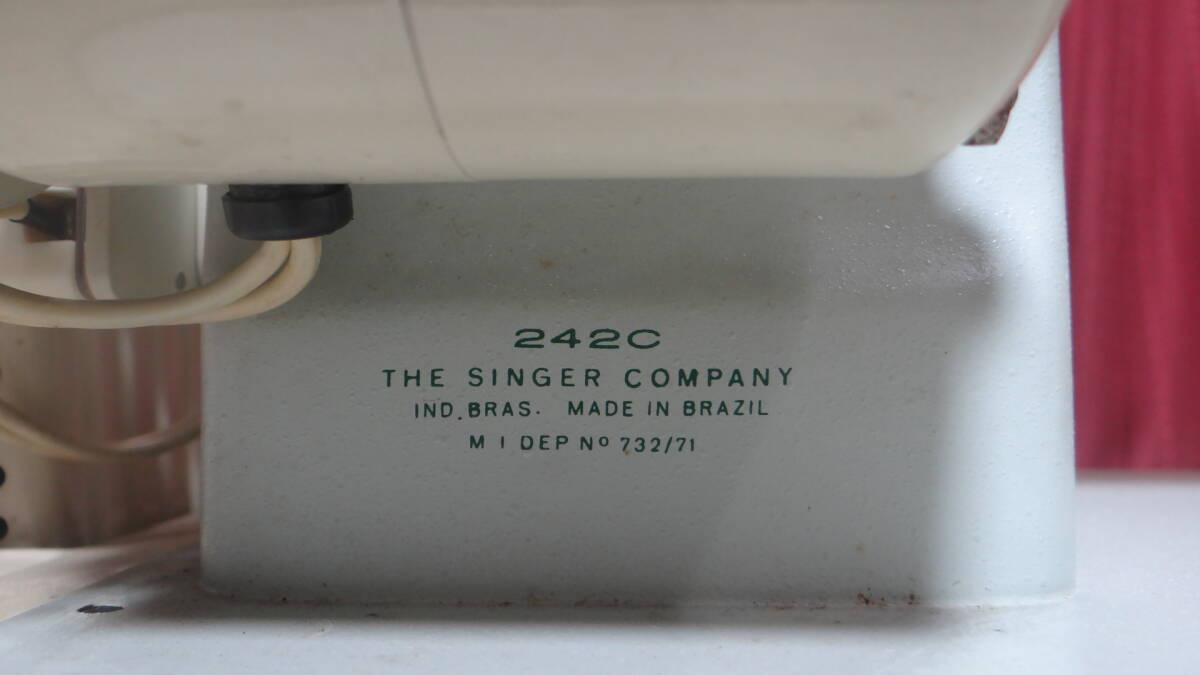 242C
THE SINGER COMPANY
IND. BRAS. MADE IN BRAZIL
M I DEP Nº 732/71